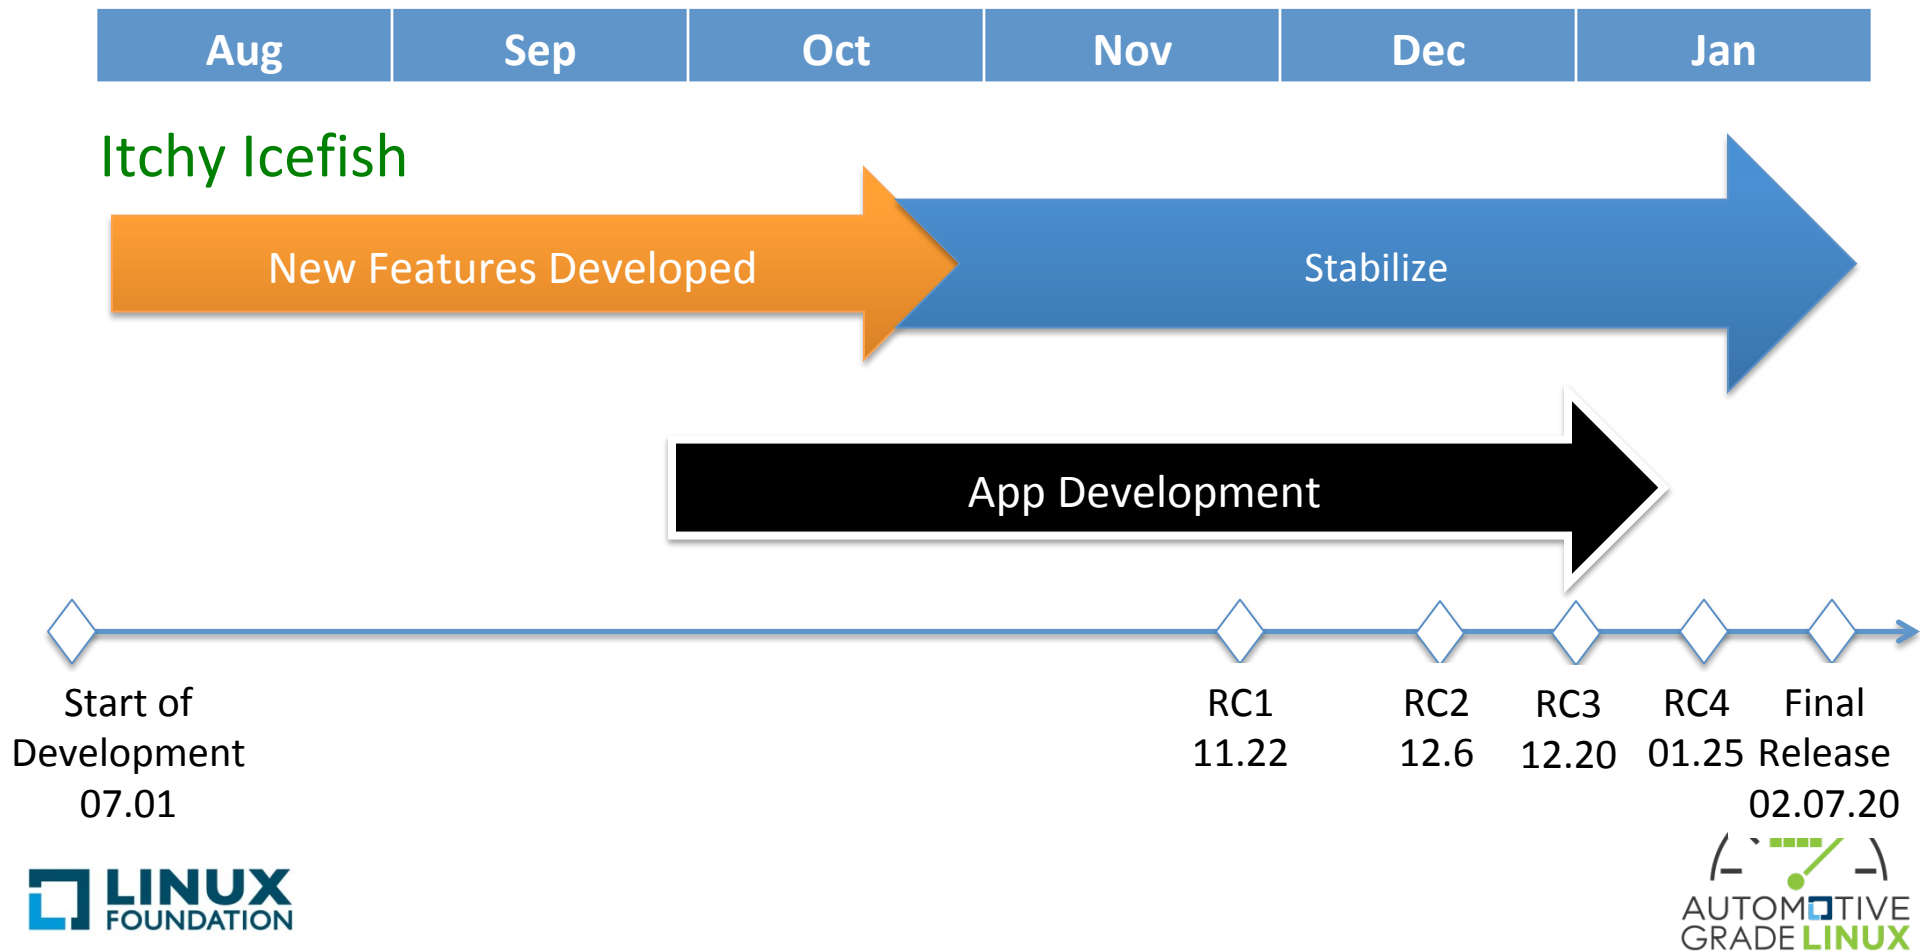 Aug Sep Oct Nov Dec Jan
Itchy Icefish
New Features Developed
Stabilize
App Development
Start of
Development
07.01
RC1
11.22
RC2
12.6
RC3
12.20
RC4
01.25
Final
Release
02.07.20
LINUX
FOUNDATION
AUTOMOTIVE
GRADE LINUX